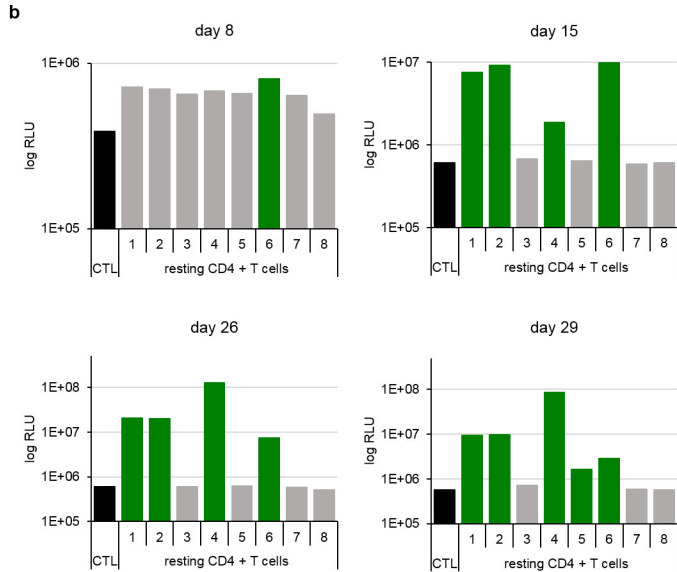 b
day 8
log RLU
1E+06
1E+05
1 2 3 4 5 6 7 8
CTL resting CD4 + T cells
day 15
log RLU
1E+07
1E+06
1E+05
1 2 3 4 5 6 7 8
CTL resting CD4 + T cells
day 26
log RLU
1E+08
1E+07
1E+06
1E+05
1 2 3 4 5 6 7 8
CTL resting CD4 + T cells
day 29
log RLU
1E+08
1E+07
1E+06
1E+05
1 2 3 4 5 6 7 8
CTL resting CD4 + T cells